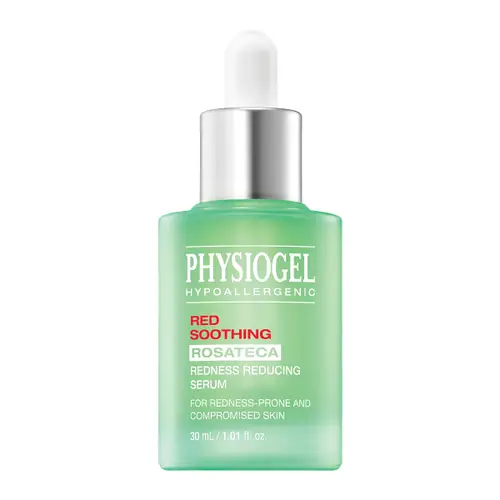 PHYSIOGEL
HYPOALLERGENIC
RED
SOOTHING
ROSATECA
REDNESS REDUCING
SERUM
FOR REDNESS-PRONE AND
COMPROMISED SKIN
30 mL / 1.01 fl. oz.